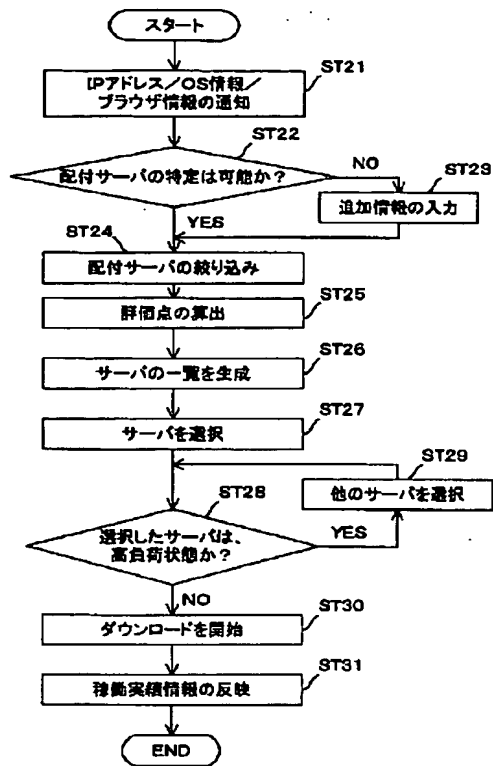 スタート
ST21
IPアドレス／OS情報／
ブラウザ情報の通知
ST22
配付サーバの特定は可能か？
NO
ST23
追加情報の入力
YES
ST24
配付サーバの絞り込み
ST25
評価点の算出
ST26
サーバの一覧を生成
ST27
サーバを選択
ST29
他のサーバを選択
ST28
選択したサーバは、
高負荷状態か？
YES
NO
ST30
ダウンロードを開始
ST31
稼働実績情報の反映
END